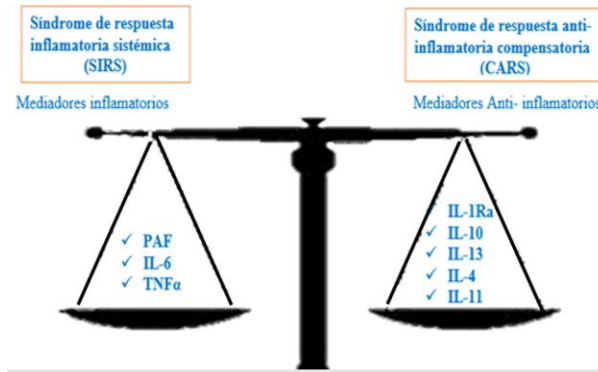 Síndrome de respuesta
inflamatoria sistémica
(SIRS)
Mediadores inflamatorios
✓ PAF
✓ IL-6
✓ TNFα
Síndrome de respuesta anti-
inflamatoria compensatoria
(CARS)
Mediadores Anti- inflamatorios
✓ IL-1Ra
✓ IL-10
✓ IL-13
✓ IL-4
✓ IL-11